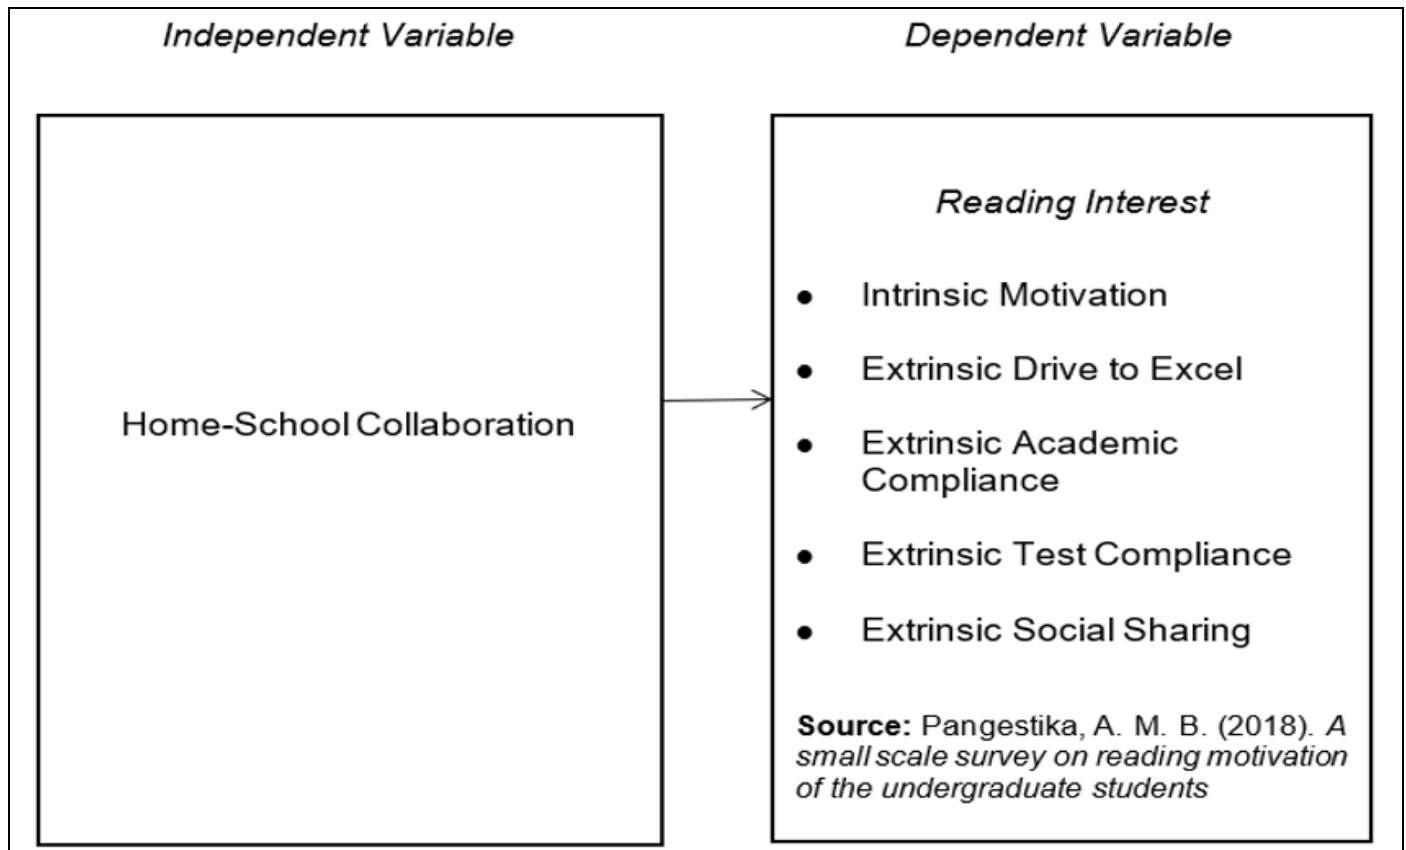 Independent Variable
Dependent Variable
Home-School Collaboration
Reading Interest
● Intrinsic Motivation
● Extrinsic Drive to Excel
● Extrinsic Academic
Compliance
● Extrinsic Test Compliance
● Extrinsic Social Sharing
Source: Pangestika, A. M. B. (2018). A
small scale survey on reading motivation
of the undergraduate students